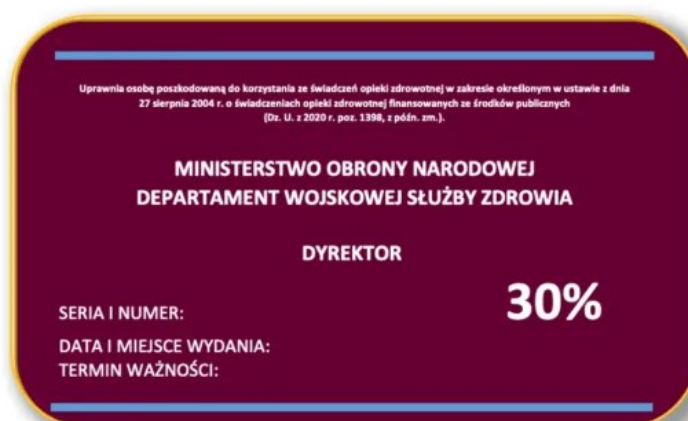 Uprawnia osobę poszkodowaną do korzystania ze świadczeń opieki zdrowotnej w zakresie określonym w ustawie z dnia
27 sierpnia 2004 r. o świadczeniach opieki zdrowotnej finansowanych ze środków publicznych
(Dz. U. z 2020 r. poz. 1398, z późn. zm.).
MINISTERSTWO OBRONY NARODOWEJ
DEPARTAMENT WOJSKOWEJ SŁUŻBY ZDROWIA
DYREKTOR
30%
SERIA I NUMER:
DATA I MIEJSCE WYDANIA:
TERMIN WAŻNOŚCI: